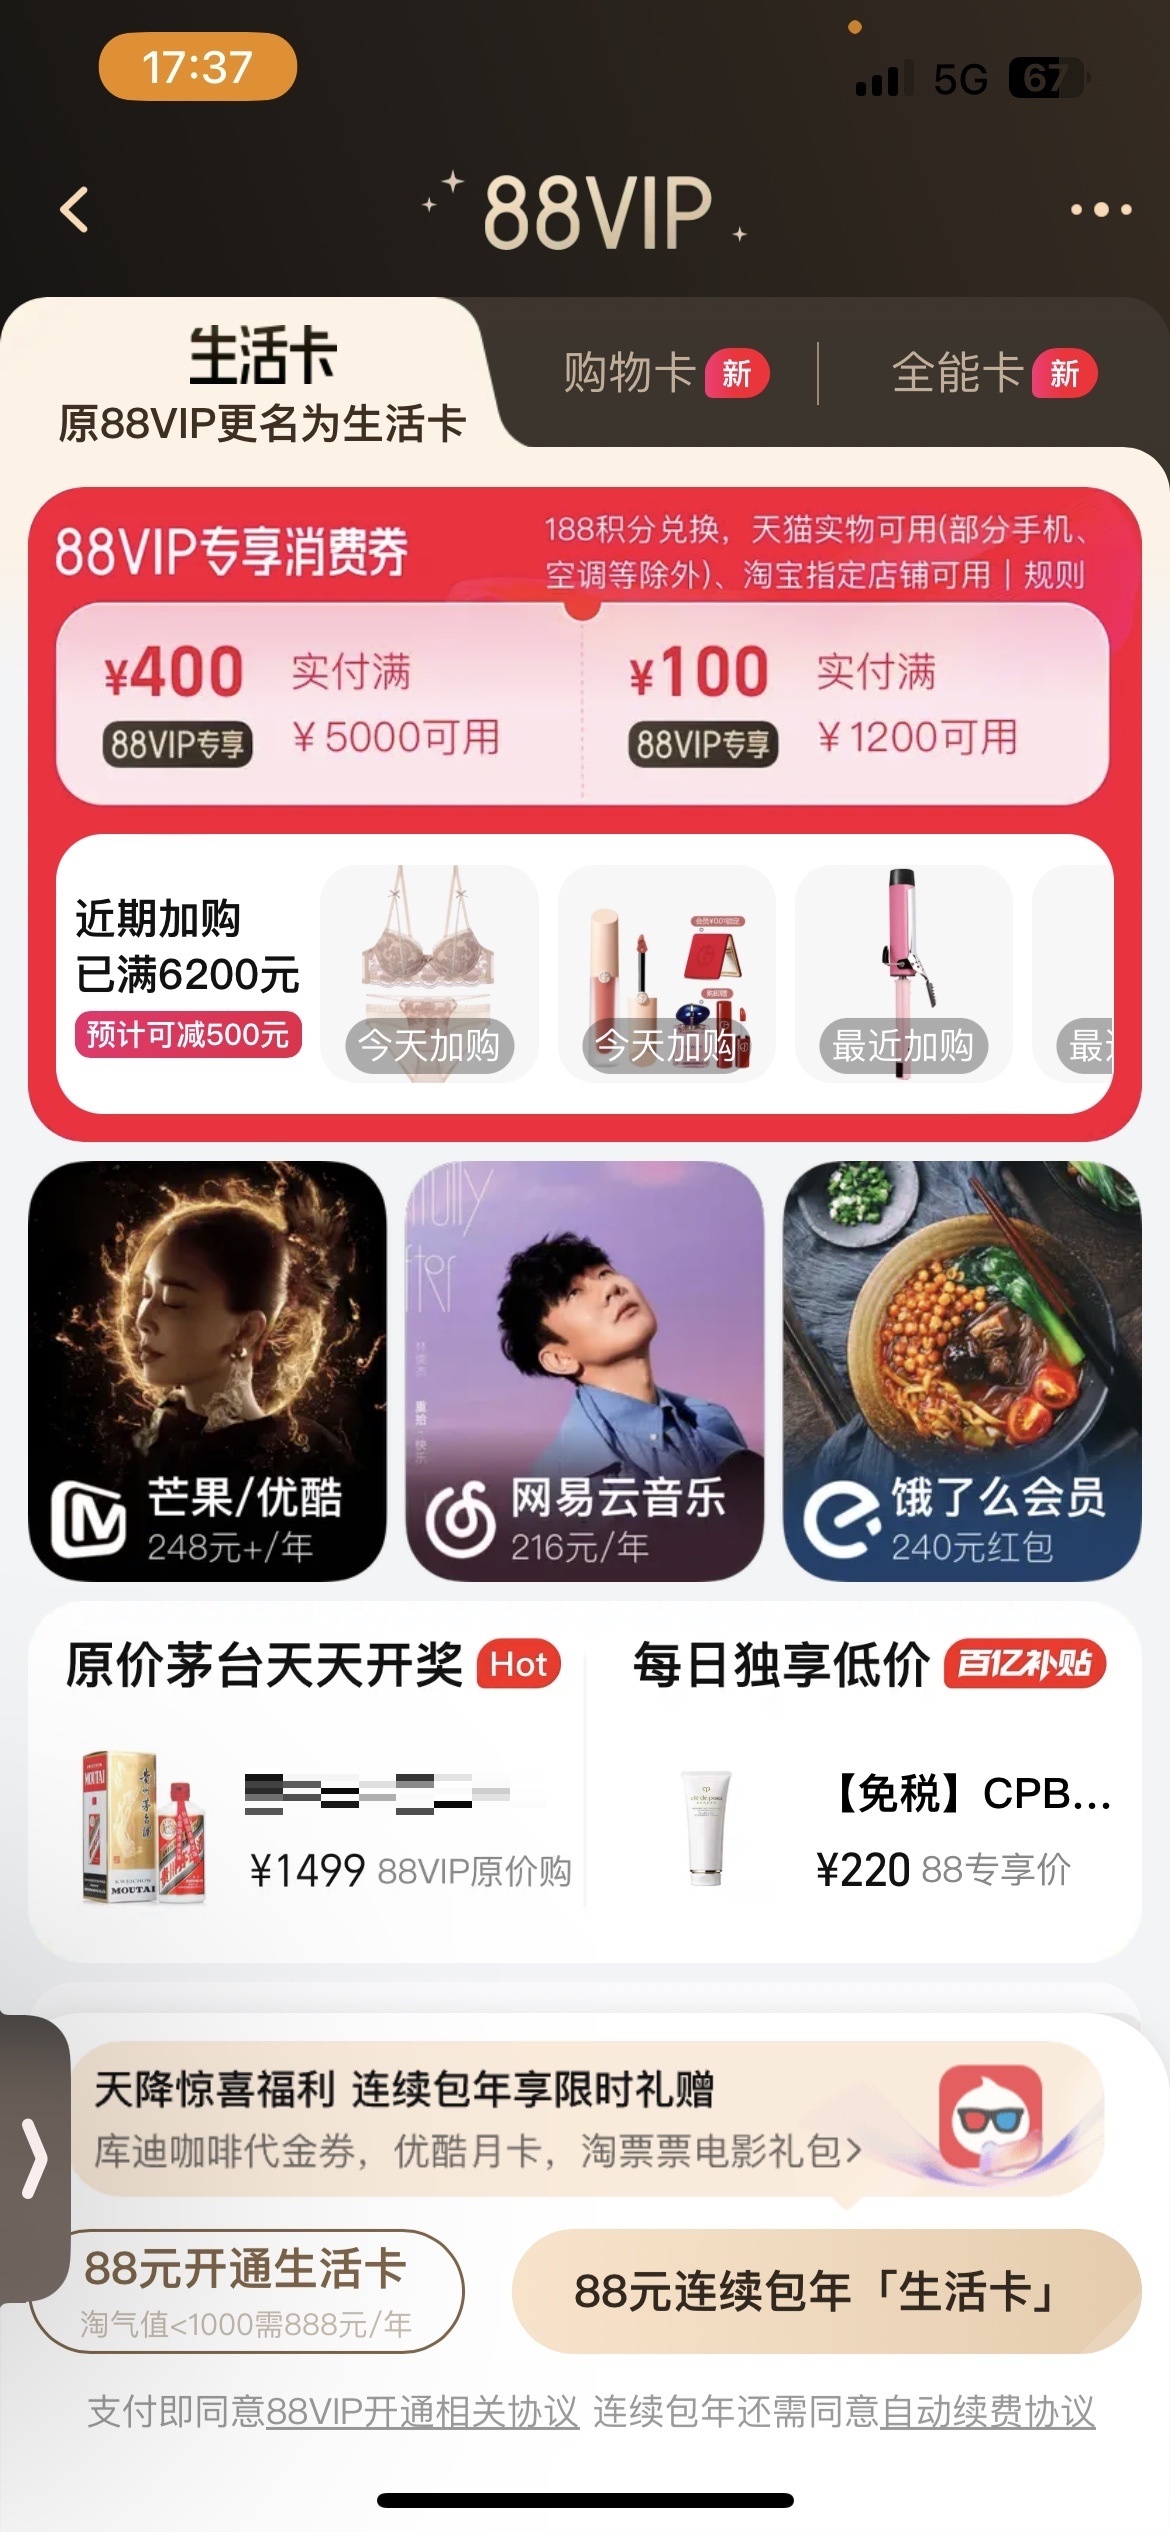 17:37
5G
67
88VIP
生活卡
原88VIP更名为生活卡
购物卡 新
全能卡 新
88VIP专享消费券
188积分兑换，天猫实物可用(部分手机、
空调等除外)、淘宝指定店铺可用｜规则
¥400 实付满
88VIP专享 ¥5000可用
¥100 实付满
88VIP专享 ¥1200可用
近期加购
已满6200元
预计可减500元
今天加购
今天加购
最近加购
最
芒果/优酷
248元+/年
林俊杰
重拾·快乐
网易云音乐
216元/年
饿了么会员
240元红包
原价茅台天天开奖 Hot
MOUTAI
MOUTAI
¥1499 88VIP原价购
每日独享低价 百亿补贴
【免税】CPB...
¥220 88专享价
天降惊喜福利 连续包年享限时礼赠
库迪咖啡代金券，优酷月卡，淘票票电影礼包>
88元开通生活卡
淘气值<1000需888元/年
88元连续包年「生活卡」
支付即同意88VIP开通相关协议 连续包年还需同意自动续费协议